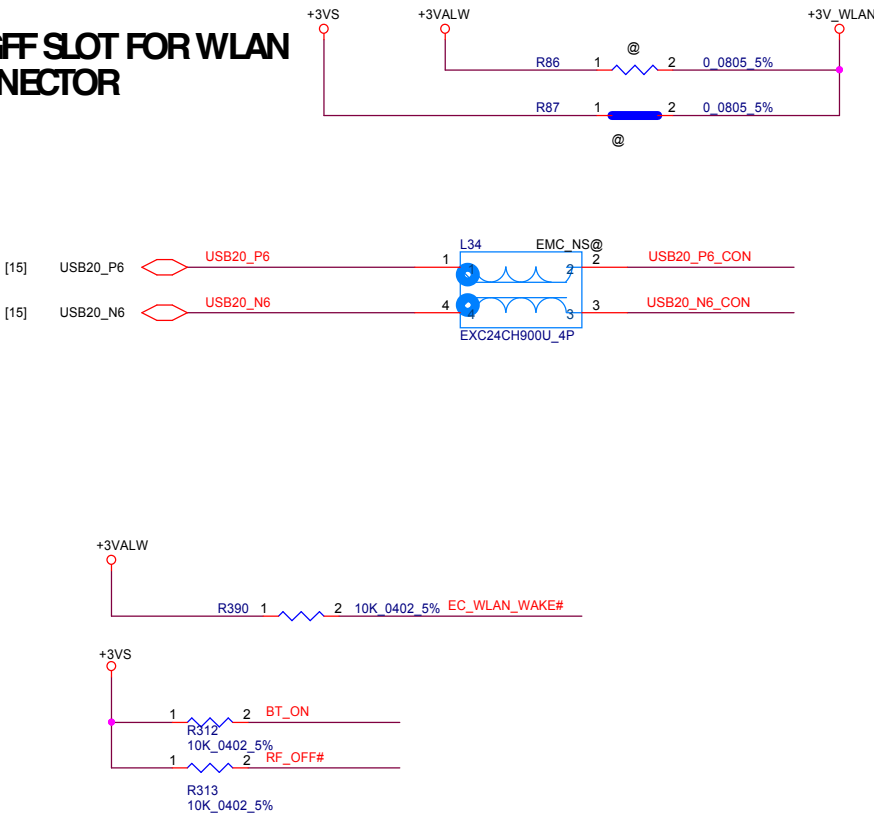 +3VS +3VALW +3V_WLAN
GFF SLOT FOR WLAN
NECTOR
@
R86 1 2 0_0805_5%
R87 1 2 0_0805_5%
@
L34 EMC_NS@
[15] USB20_P6 USB20_P6 1 1 2 2 USB20_P6_CON
[15] USB20_N6 USB20_N6 4 4 3 3 USB20_N6_CON
EXC24CH900U_4P
+3VALW
R390 1 2 10K_0402_5% EC_WLAN_WAKE#
+3VS
1 2 BT_ON
R312
10K_0402_5%
1 2 RF_OFF#
R313
10K_0402_5%